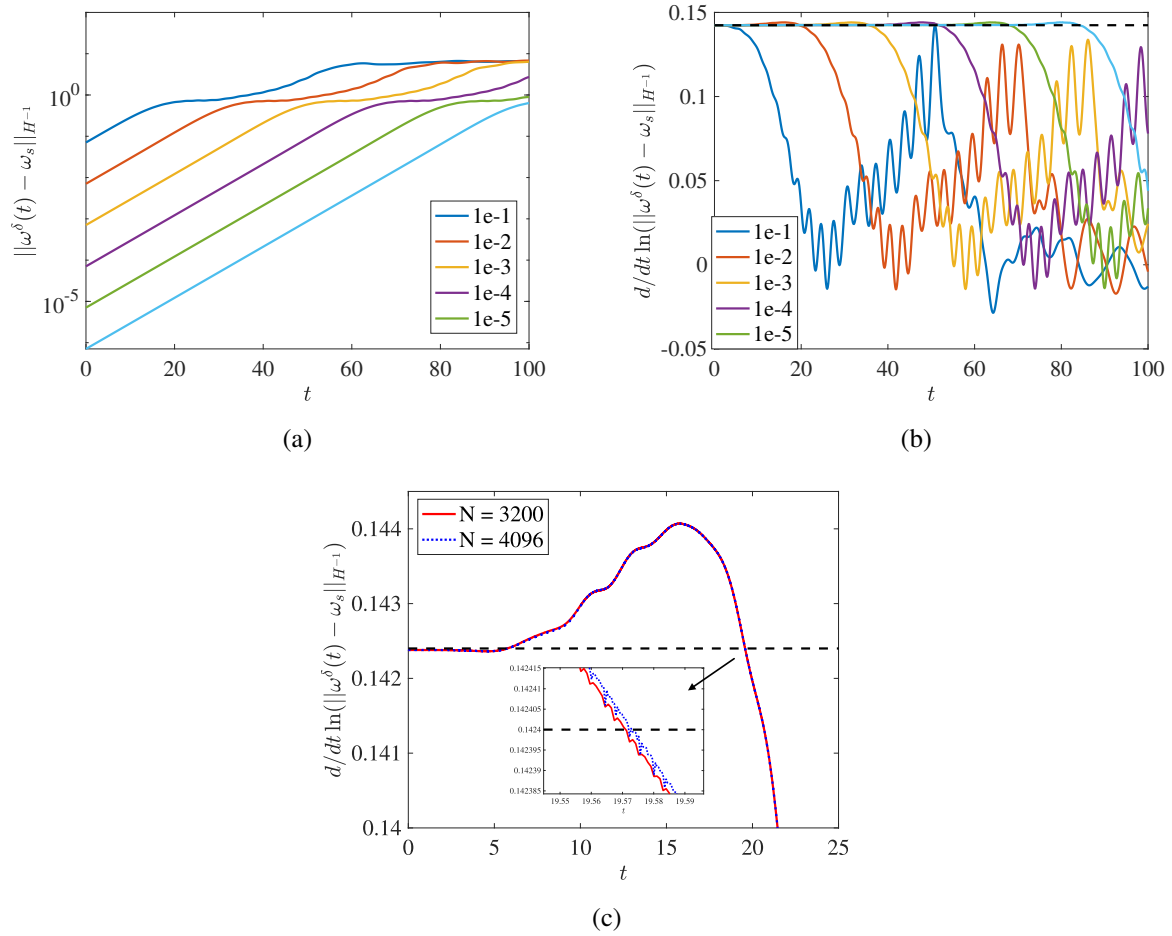 ||ω^δ(t) − ω_s||_{H^{−1}}
10^0
10^{-5}
1e-1
1e-2
1e-3
1e-4
1e-5
0 20 40 60 80 100
t
(a)
d/dt ln(||ω^δ(t) − ω_s||_{H^{−1}})
0.15
0.1
0.05
0
-0.05
1e-1
1e-2
1e-3
1e-4
1e-5
0 20 40 60 80 100
t
(b)
d/dt ln(||ω^δ(t) − ω_s||_{H^{−1}})
N = 3200
N = 4096
0.144
0.143
0.142
0.141
0.14
0.142415
0.14241
0.142405
0.1424
0.142395
0.14239
0.142385
19.55 19.56 19.57 19.58 19.59
t
0 5 10 15 20 25
t
(c)